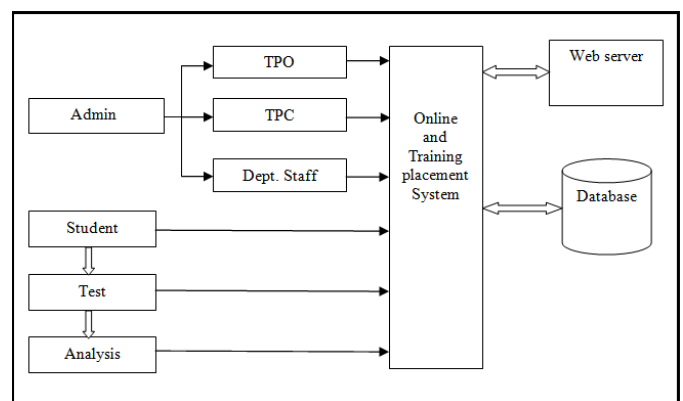 TPO
Web server
Admin
TPC
Online
and
Training
placement
System
Dept. Staff
Database
Student
Test
Analysis